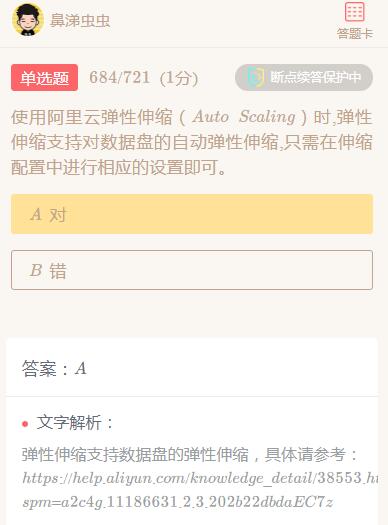 鼻涕虫虫
答题卡
单选题 684/721 (1分) 断点续答保护中
使用阿里云弹性伸缩（Auto Scaling）时,弹性
伸缩支持对数据盘的自动弹性伸缩,只需在伸缩
配置中进行相应的设置即可。
A 对
B 错
答案：A
文字解析：
弹性伸缩支持数据盘的弹性伸缩，具体请参考：
https://help.aliyun.com/knowledge_detail/38553.ht
spm=a2c4g.11186631.2.3.202b22dbdaEC7z